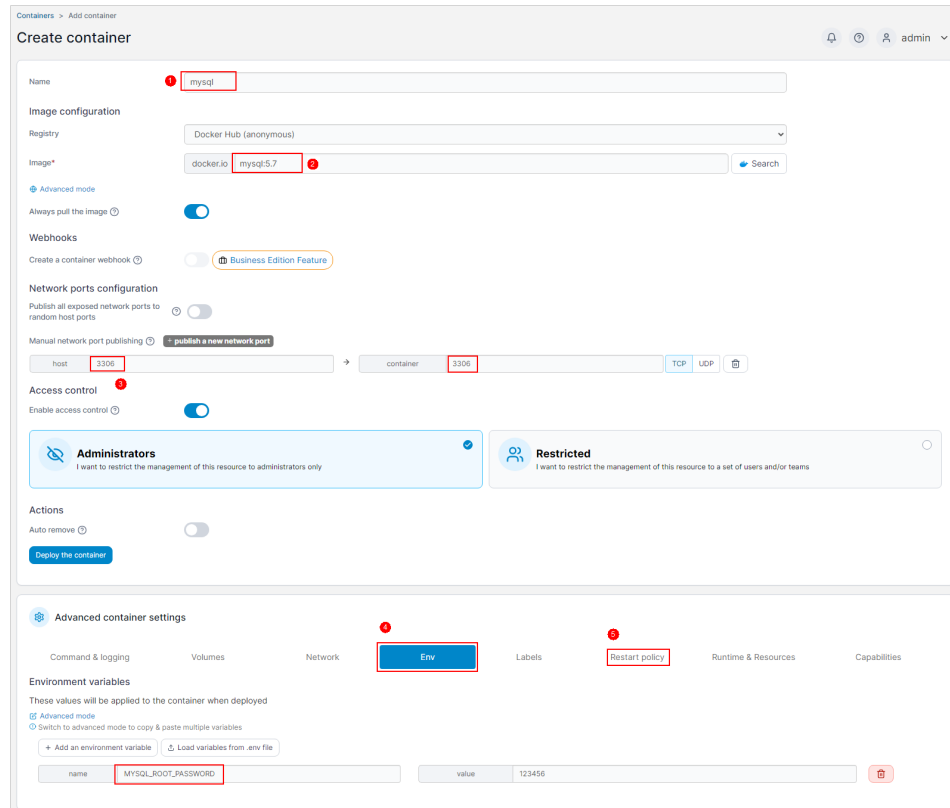 Containers > Add container
Create container
admin
Name
1
mysql
Image configuration
Registry
Docker Hub (anonymous)
Image*
docker.io
mysql:5.7
2
Search
Advanced mode
Always pull the image
Webhooks
Create a container webhook
Business Edition Feature
Network ports configuration
Publish all exposed network ports to
random host ports
Manual network port publishing
+ publish a new network port
host
3306
→
container
3306
TCP
UDP
3
Access control
Enable access control
Administrators
I want to restrict the management of this resource to administrators only
Restricted
I want to restrict the management of this resource to a set of users and/or teams
Actions
Auto remove
Deploy the container
Advanced container settings
4
5
Command & logging
Volumes
Network
Env
Labels
Restart policy
Runtime & Resources
Capabilities
Environment variables
These values will be applied to the container when deployed
Advanced mode
Switch to advanced mode to copy & paste multiple variables
+ Add an environment variable
Load variables from .env file
name
MYSQL_ROOT_PASSWORD
value
123456